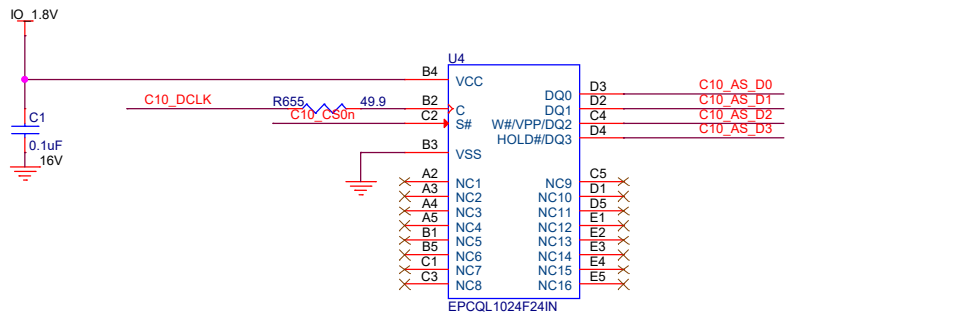 IO_1.8V
U4
B4 VCC
C10_DCLK R655 49.9 B2 C
C10_CS0n C2 S#
B3 VSS
C1
0.1uF
16V
D3 DQ0 C10_AS_D0
D2 DQ1 C10_AS_D1
C4 W#/VPP/DQ2 C10_AS_D2
D4 HOLD#/DQ3 C10_AS_D3
A2 NC1 NC9 C5
A3 NC2 NC10 D1
A4 NC3 NC11 D5
A5 NC4 NC12 E1
B1 NC5 NC13 E2
B5 NC6 NC14 E3
C1 NC7 NC15 E4
C3 NC8 NC16 E5
EPCQL1024F24IN